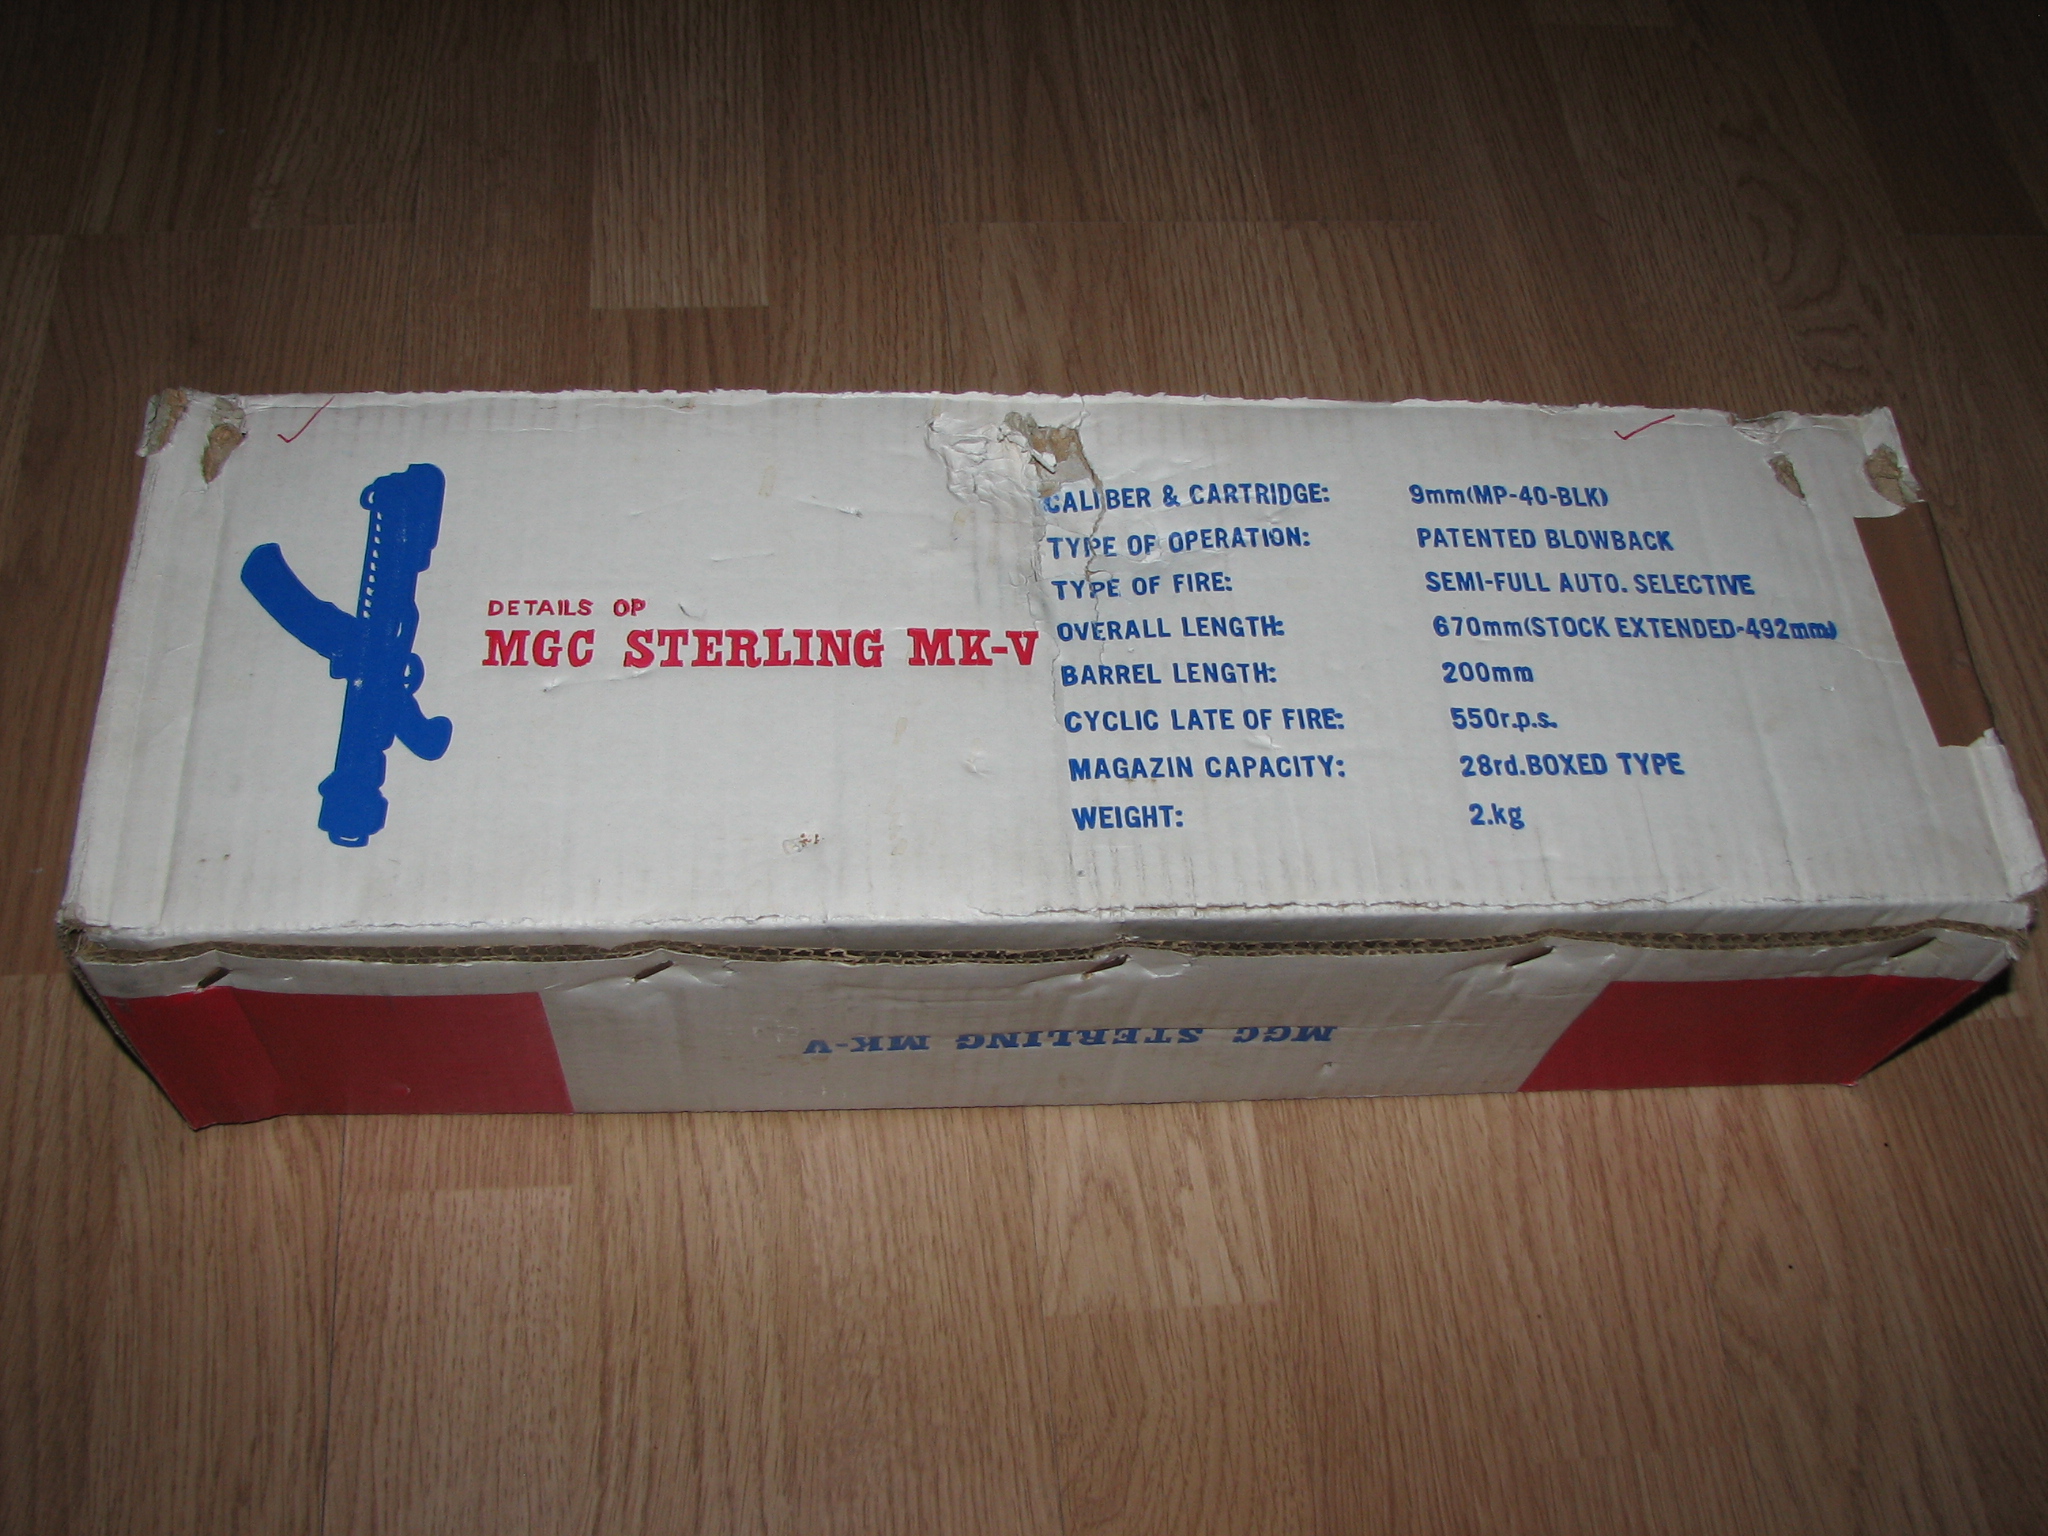 DETAILS OP
MGC STERLING MK-V
CALIBER & CARTRIDGE: 9mm(MP-40-BLK)
TYPE OF OPERATION: PATENTED BLOWBACK
TYPE OF FIRE: SEMI-FULL AUTO. SELECTIVE
OVERALL LENGTH: 670mm(STOCK EXTENDED-492mm)
BARREL LENGTH: 200mm
CYCLIC LATE OF FIRE: 550r.p.s.
MAGAZIN CAPACITY: 28rd.BOXED TYPE
WEIGHT: 2.kg
MGC STERLING MK-V